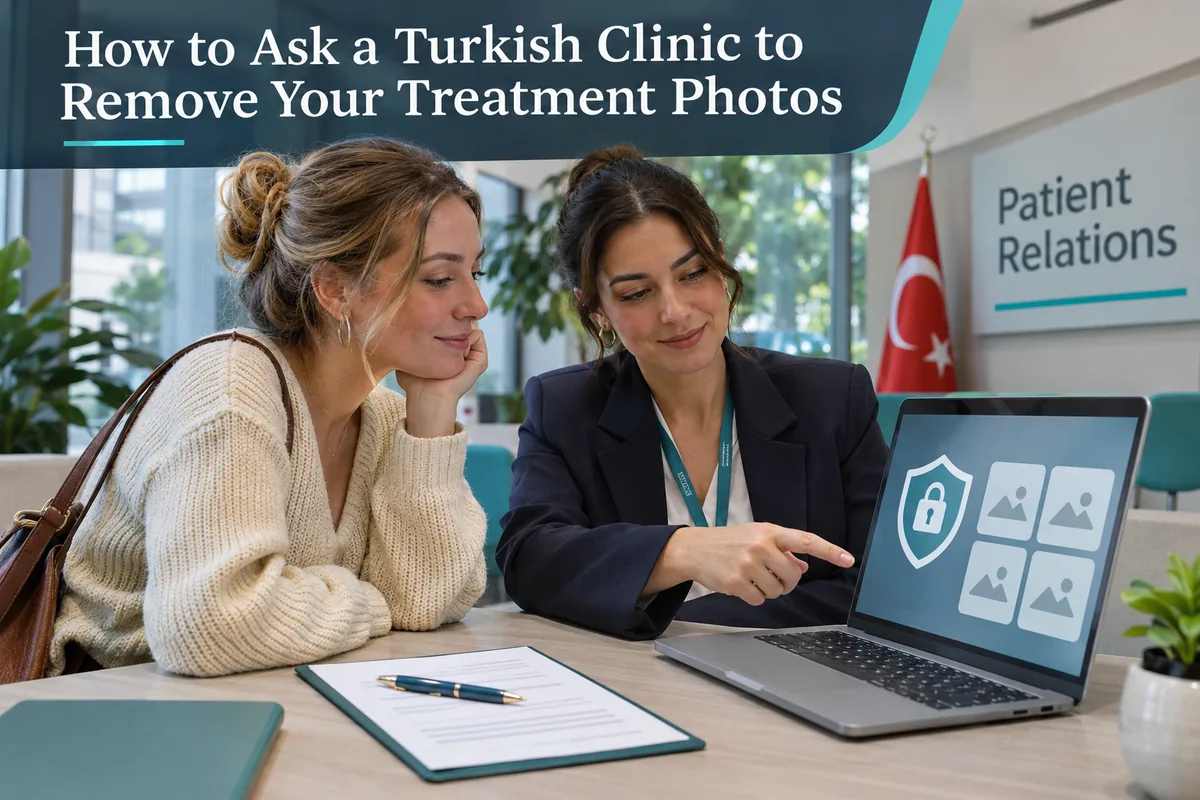 How to Ask a Turkish Clinic to
Remove Your Treatment Photos
Patient
Relations